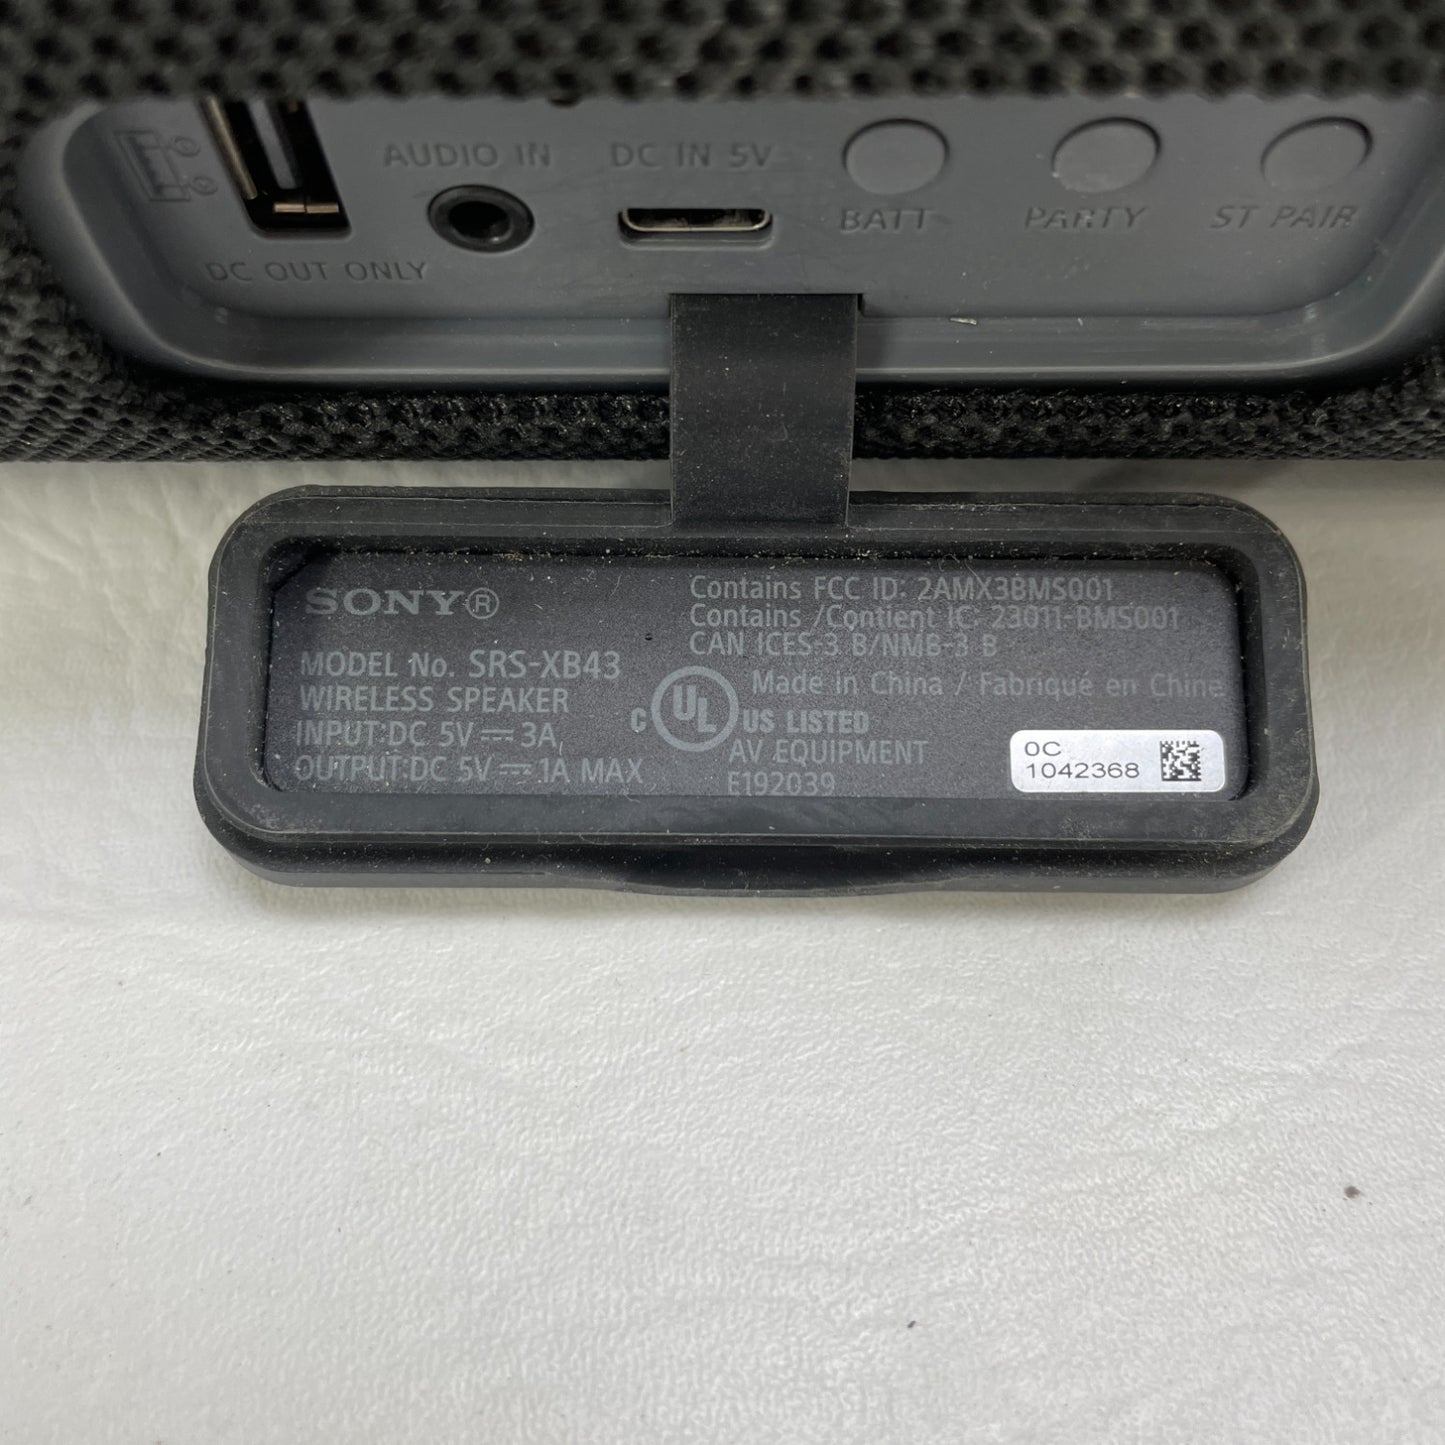 AUDIO IN
DC IN 5V
BATT
PARTY
ST PAIR
DC OUT ONLY
SONY®
MODEL No. SRS-XB43
WIRELESS SPEAKER
INPUT:DC 5V ⎓ 3A
OUTPUT:DC 5V ⎓ 1A MAX
Contains FCC ID: 2AMX3BMS001
Contains /Contient IC: 23011-BMS001
CAN ICES-3 B/NMB-3 B
Made in China / Fabriqué en Chine
C UL US LISTED
AV EQUIPMENT
E192039
0C
1042368